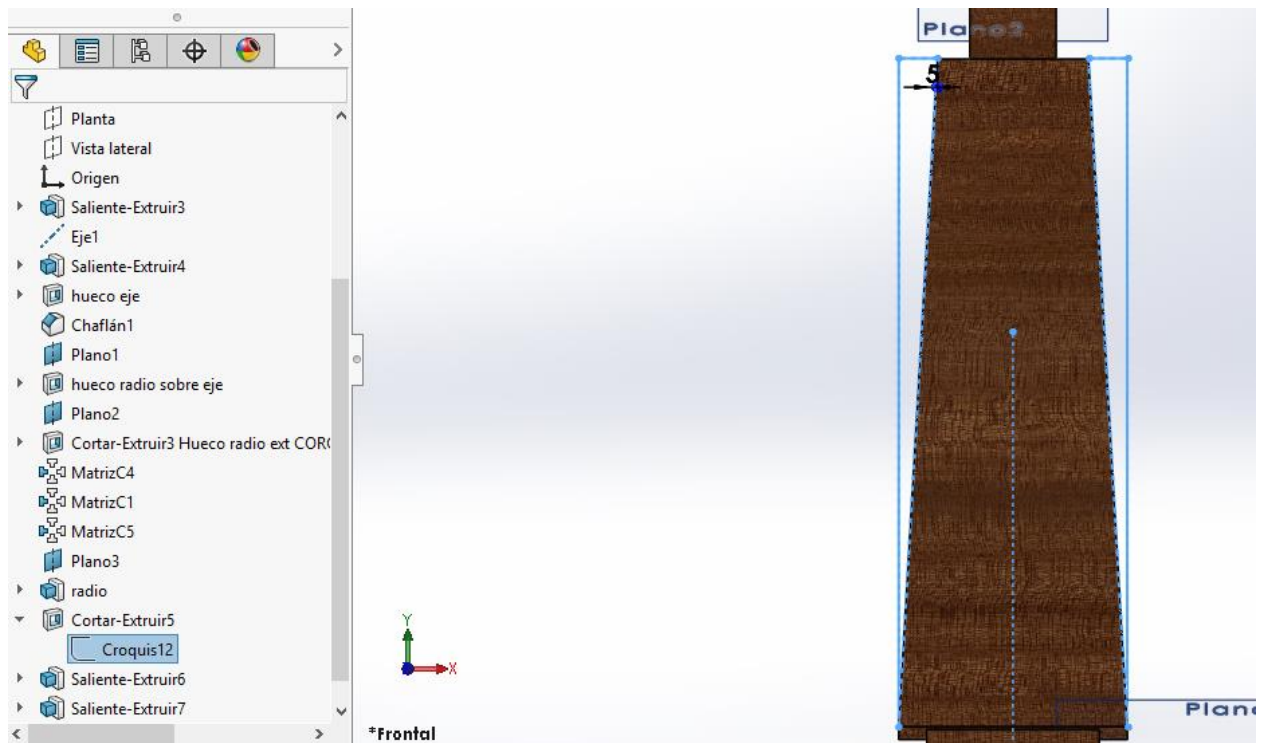 Planta
Vista lateral
Origen
Saliente-Extruir3
Eje1
Saliente-Extruir4
hueco eje
Chaflán1
Plano1
hueco radio sobre eje
Plano2
Cortar-Extruir3 Hueco radio ext COR
MatrizC4
MatrizC1
MatrizC5
Plano3
radio
Cortar-Extruir5
Croquis12
Saliente-Extruir6
Saliente-Extruir7
Plano2
5
Y
X
*Frontal
Plan